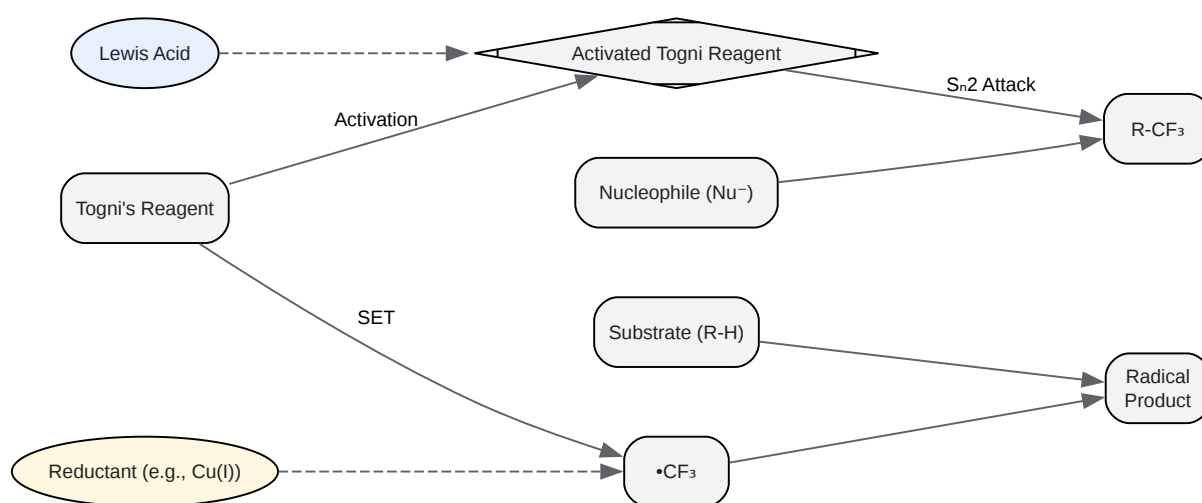 Lewis Acid
Activated Togni Reagent
Sₙ2 Attack
Activation
R-CF₃
Nucleophile (Nu⁻)
Togni's Reagent
SET
Substrate (R-H)
Radical
Product
Reductant (e.g., Cu(I))
•CF₃